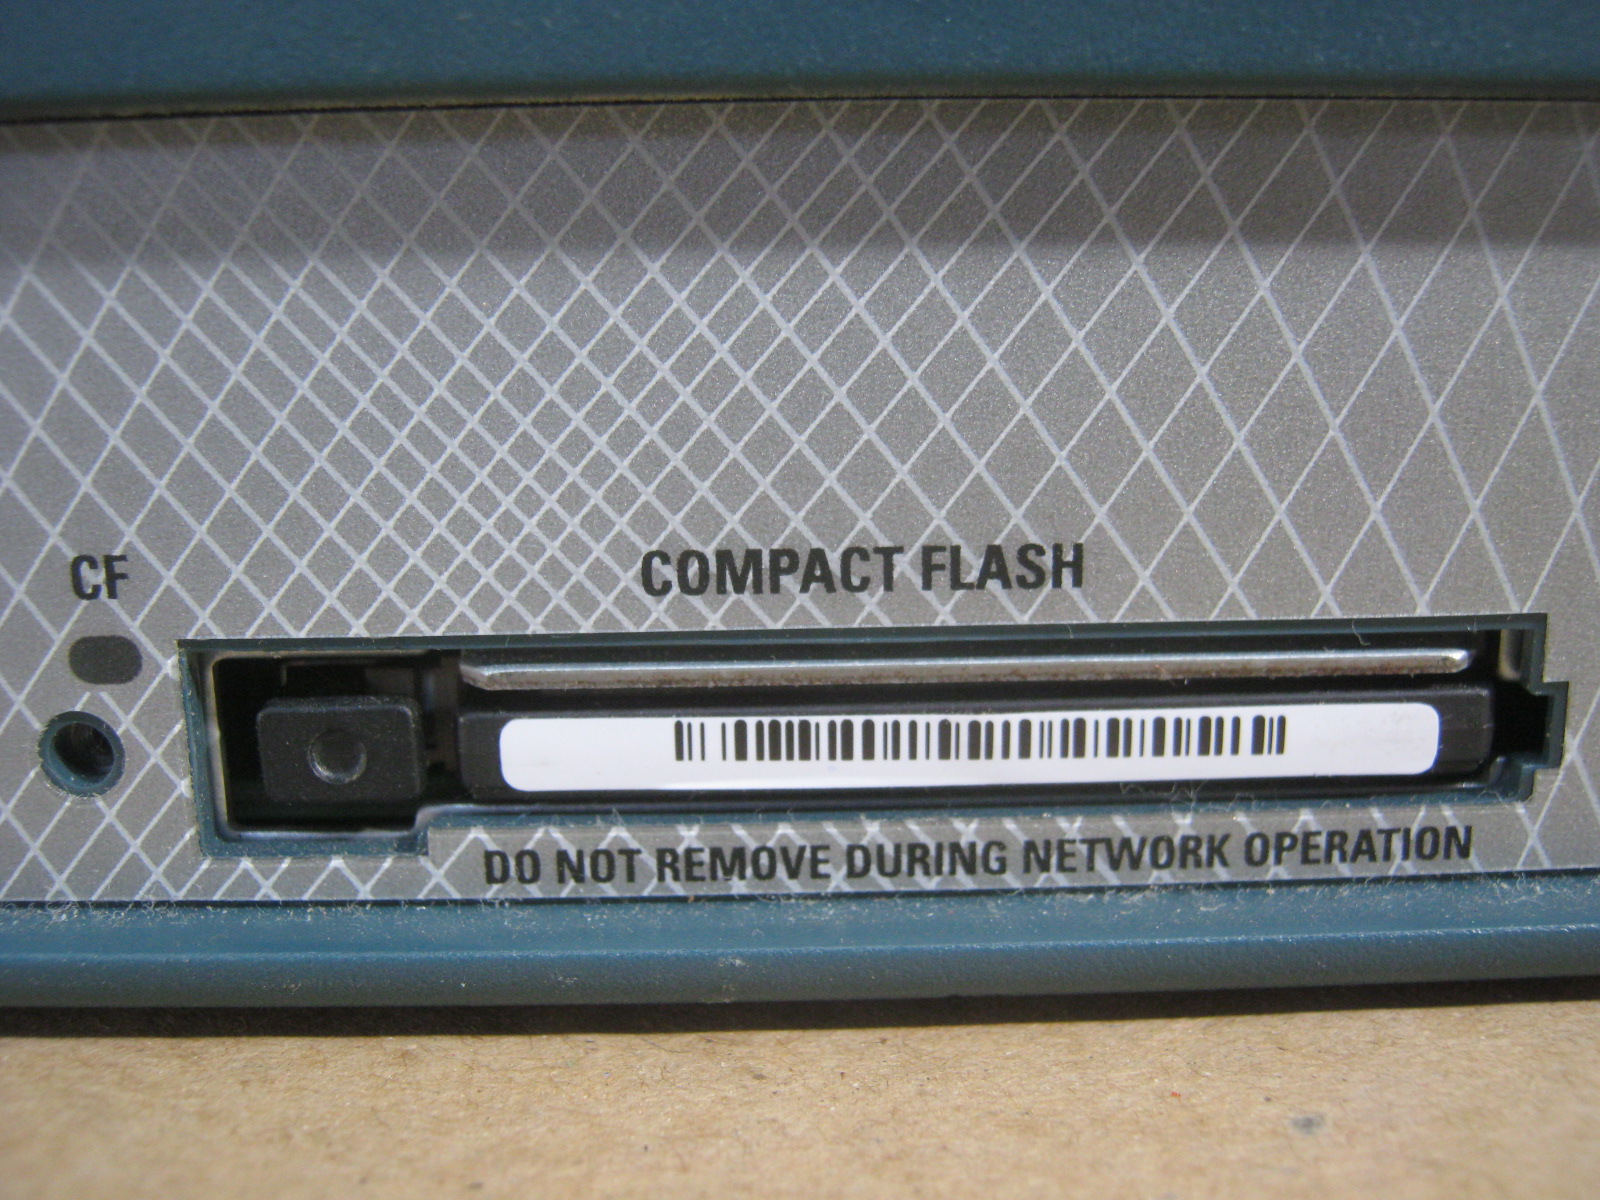 COMPACT FLASH
CF
DO NOT REMOVE DURING NETWORK OPERATION